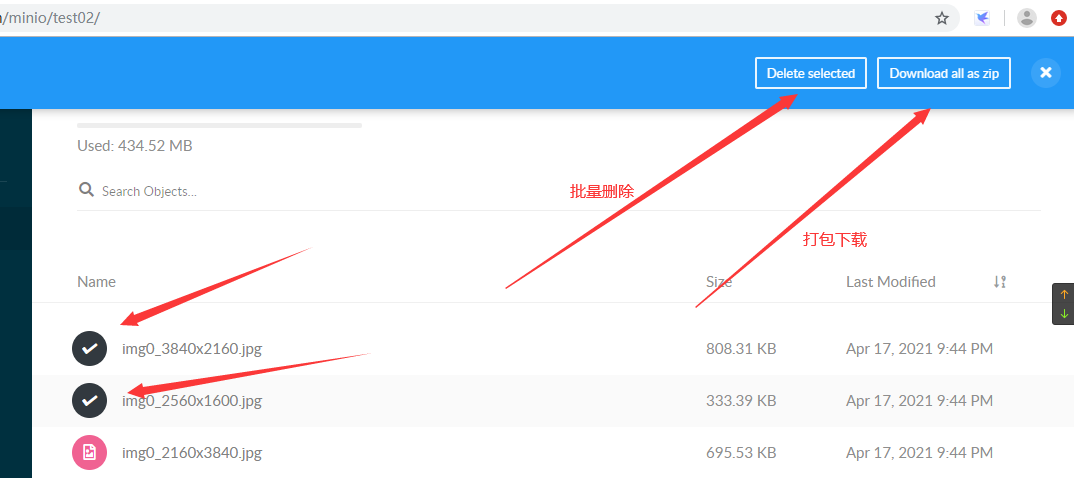 /minio/test02/
Delete selected
Download all as zip
Used: 434.52 MB
Search Objects...
批量删除
打包下载
Name Size Last Modified
img0_3840x2160.jpg 808.31 KB Apr 17, 2021 9:44 PM
img0_2560x1600.jpg 333.39 KB Apr 17, 2021 9:44 PM
img0_2160x3840.jpg 695.53 KB Apr 17, 2021 9:44 PM